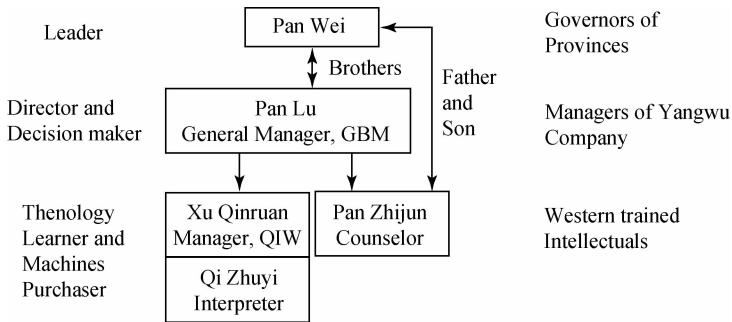 Leader
Pan Wei
Governors of
Provinces
Brothers
Father
and
Son
Director and
Decision maker
Pan Lu
General Manager, GBM
Managers of Yangwu
Company
Thenology
Learner and
Machines
Purchaser
Xu Qinruan
Manager, QIW
Pan Zhijun
Counselor
Western trained
Intellectuals
Qi Zhuyi
Interpreter